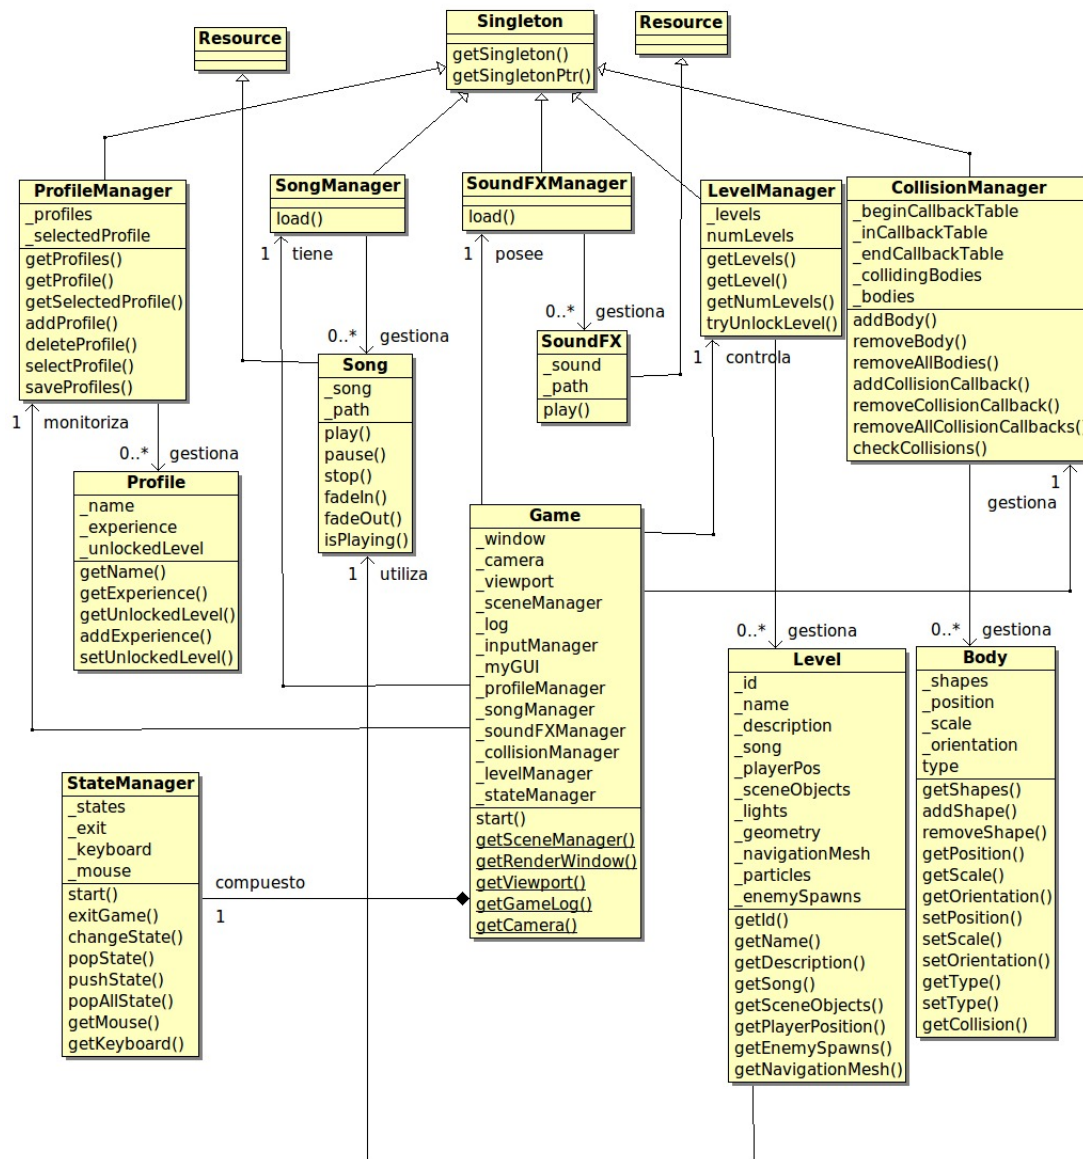 Resource
Singleton
getSingleton()
getSingletonPtr()
Resource
ProfileManager
_profiles
_selectedProfile
getProfiles()
getProfile()
getSelectedProfile()
addProfile()
deleteProfile()
selectProfile()
saveProfiles()
SongManager
load()
SoundFXManager
load()
LevelManager
_levels
numLevels
getLevels()
getLevel()
getNumLevels()
tryUnlockLevel()
CollisionManager
_beginCallbackTable
_inCallbackTable
_endCallbackTable
_collidingBodies
_bodies
addBody()
removeBody()
removeAllBodies()
addCollisionCallback()
removeCollisionCallback()
removeAllCollisionCallbacks()
checkCollisions()
1 tiene
1 posee
0..* gestiona
0..* gestiona
1 controla
Song
_song
_path
play()
pause()
stop()
fadeIn()
fadeOut()
isPlaying()
SoundFX
_sound
_path
play()
1 monitoriza
0..* gestiona
1
gestiona
Profile
_name
_experience
_unlockedLevel
getName()
getExperience()
getUnlockedLevel()
addExperience()
setUnlockedLevel()
1 utiliza
Game
_window
_camera
_viewport
_sceneManager
_log
_inputManager
_myGUI
_profileManager
_songManager
_soundFXManager
_collisionManager
_levelManager
_stateManager
start()
getSceneManager()
getRenderWindow()
getViewport()
getGameLog()
getCamera()
0..* gestiona
0..* gestiona
Level
_id
_name
_description
_song
_playerPos
_sceneObjects
_lights
_geometry
_navigationMesh
_particles
_enemySpawns
getId()
getName()
getDescription()
getSong()
getSceneObjects()
getPlayerPosition()
getEnemySpawns()
getNavigationMesh()
Body
_shapes
_position
_scale
_orientation
type
getShapes()
addShape()
removeShape()
getPosition()
getScale()
getOrientation()
setPosition()
setScale()
setOrientation()
getType()
setType()
getCollision()
StateManager
_states
_exit
_keyboard
_mouse
start()
exitGame()
changeState()
popState()
pushState()
popAllState()
getMouse()
getKeyboard()
compuesto
1